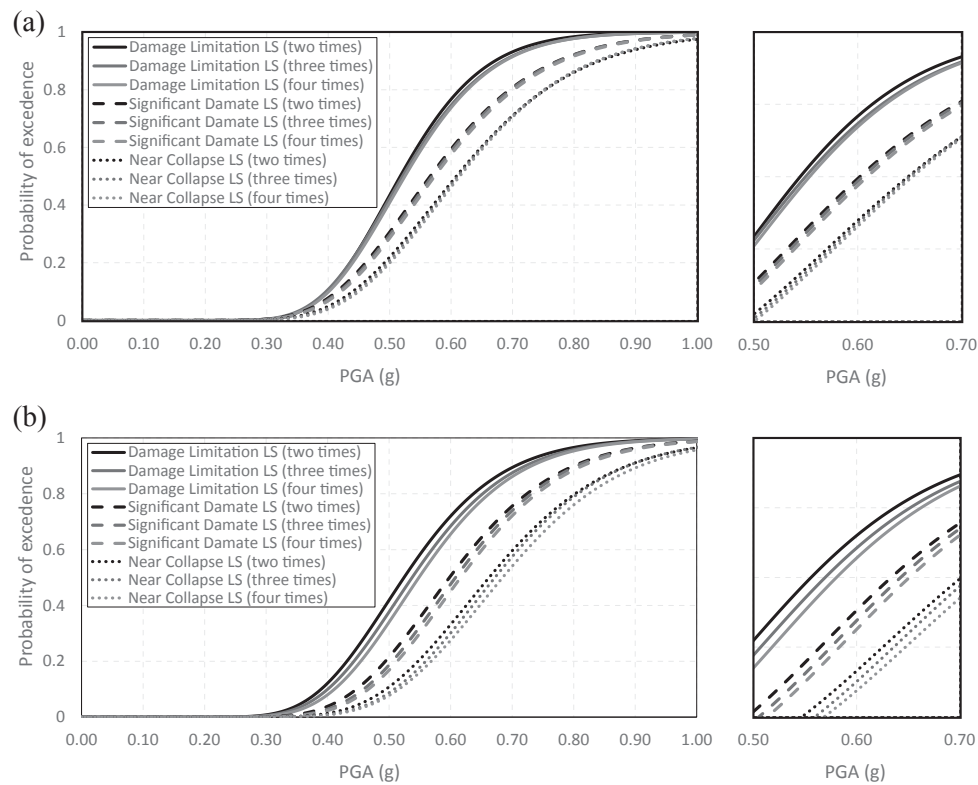 (a)
Probability of excedence
1
0.8
0.6
0.4
0.2
0
Damage Limitation LS (two times)
Damage Limitation LS (three times)
Damage Limitation LS (four times)
Significant Damate LS (two times)
Significant Damate LS (three times)
Significant Damate LS (four times)
Near Collapse LS (two times)
Near Collapse LS (three times)
Near Collapse LS (four times)
0.00 0.10 0.20 0.30 0.40 0.50 0.60 0.70 0.80 0.90 1.00
PGA (g)
0.50 0.60 0.70
PGA (g)
(b)
Probability of excedence
1
0.8
0.6
0.4
0.2
0
Damage Limitation LS (two times)
Damage Limitation LS (three times)
Damage Limitation LS (four times)
Significant Damate LS (two times)
Significant Damate LS (three times)
Significant Damate LS (four times)
Near Collapse LS (two times)
Near Collapse LS (three times)
Near Collapse LS (four times)
0.00 0.10 0.20 0.30 0.40 0.50 0.60 0.70 0.80 0.90 1.00
PGA (g)
0.50 0.60 0.70
PGA (g)